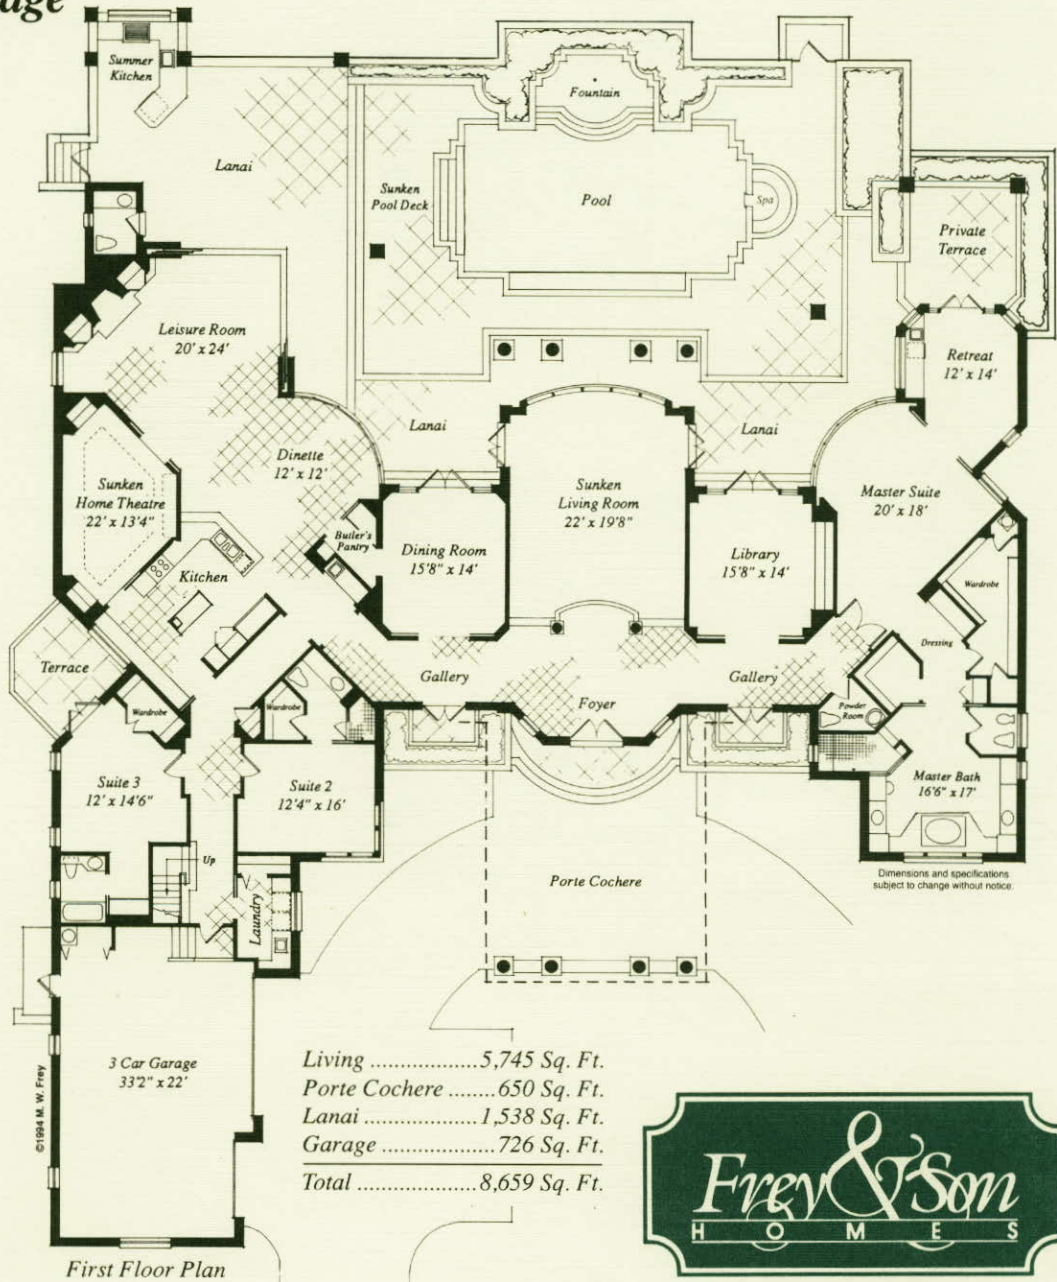 Summer
Kitchen
Fountain
Lanai
Sunken
Pool Deck
Pool
Spa
Private
Terrace
Leisure Room
20' x 24'
Retreat
12' x 14'
Lanai
Lanai
Dinette
12' x 12'
Sunken
Home Theatre
22' x 13'4"
Sunken
Living Room
22' x 19'8"
Master Suite
20' x 18'
Butler's
Pantry
Dining Room
15'8" x 14'
Library
15'8" x 14'
Kitchen
Wardrobe
Dressing
Terrace
Gallery
Gallery
Foyer
Wardrobe
Wardrobe
Powder
Room
Suite 3
12' x 14'6"
Suite 2
12'4" x 16'
Master Bath
16'6" x 17'
Up
Porte Cochere
Dimensions and specifications
subject to change without notice.
Laundry
3 Car Garage
33'2" x 22'
©1994 M. W. Frey
Living ...................5,745 Sq. Ft.
Porte Cochere ........650 Sq. Ft.
Lanai ....................1,538 Sq. Ft.
Garage ....................726 Sq. Ft.
Total .....................8,659 Sq. Ft.
Frey & Son
HOMES
First Floor Plan